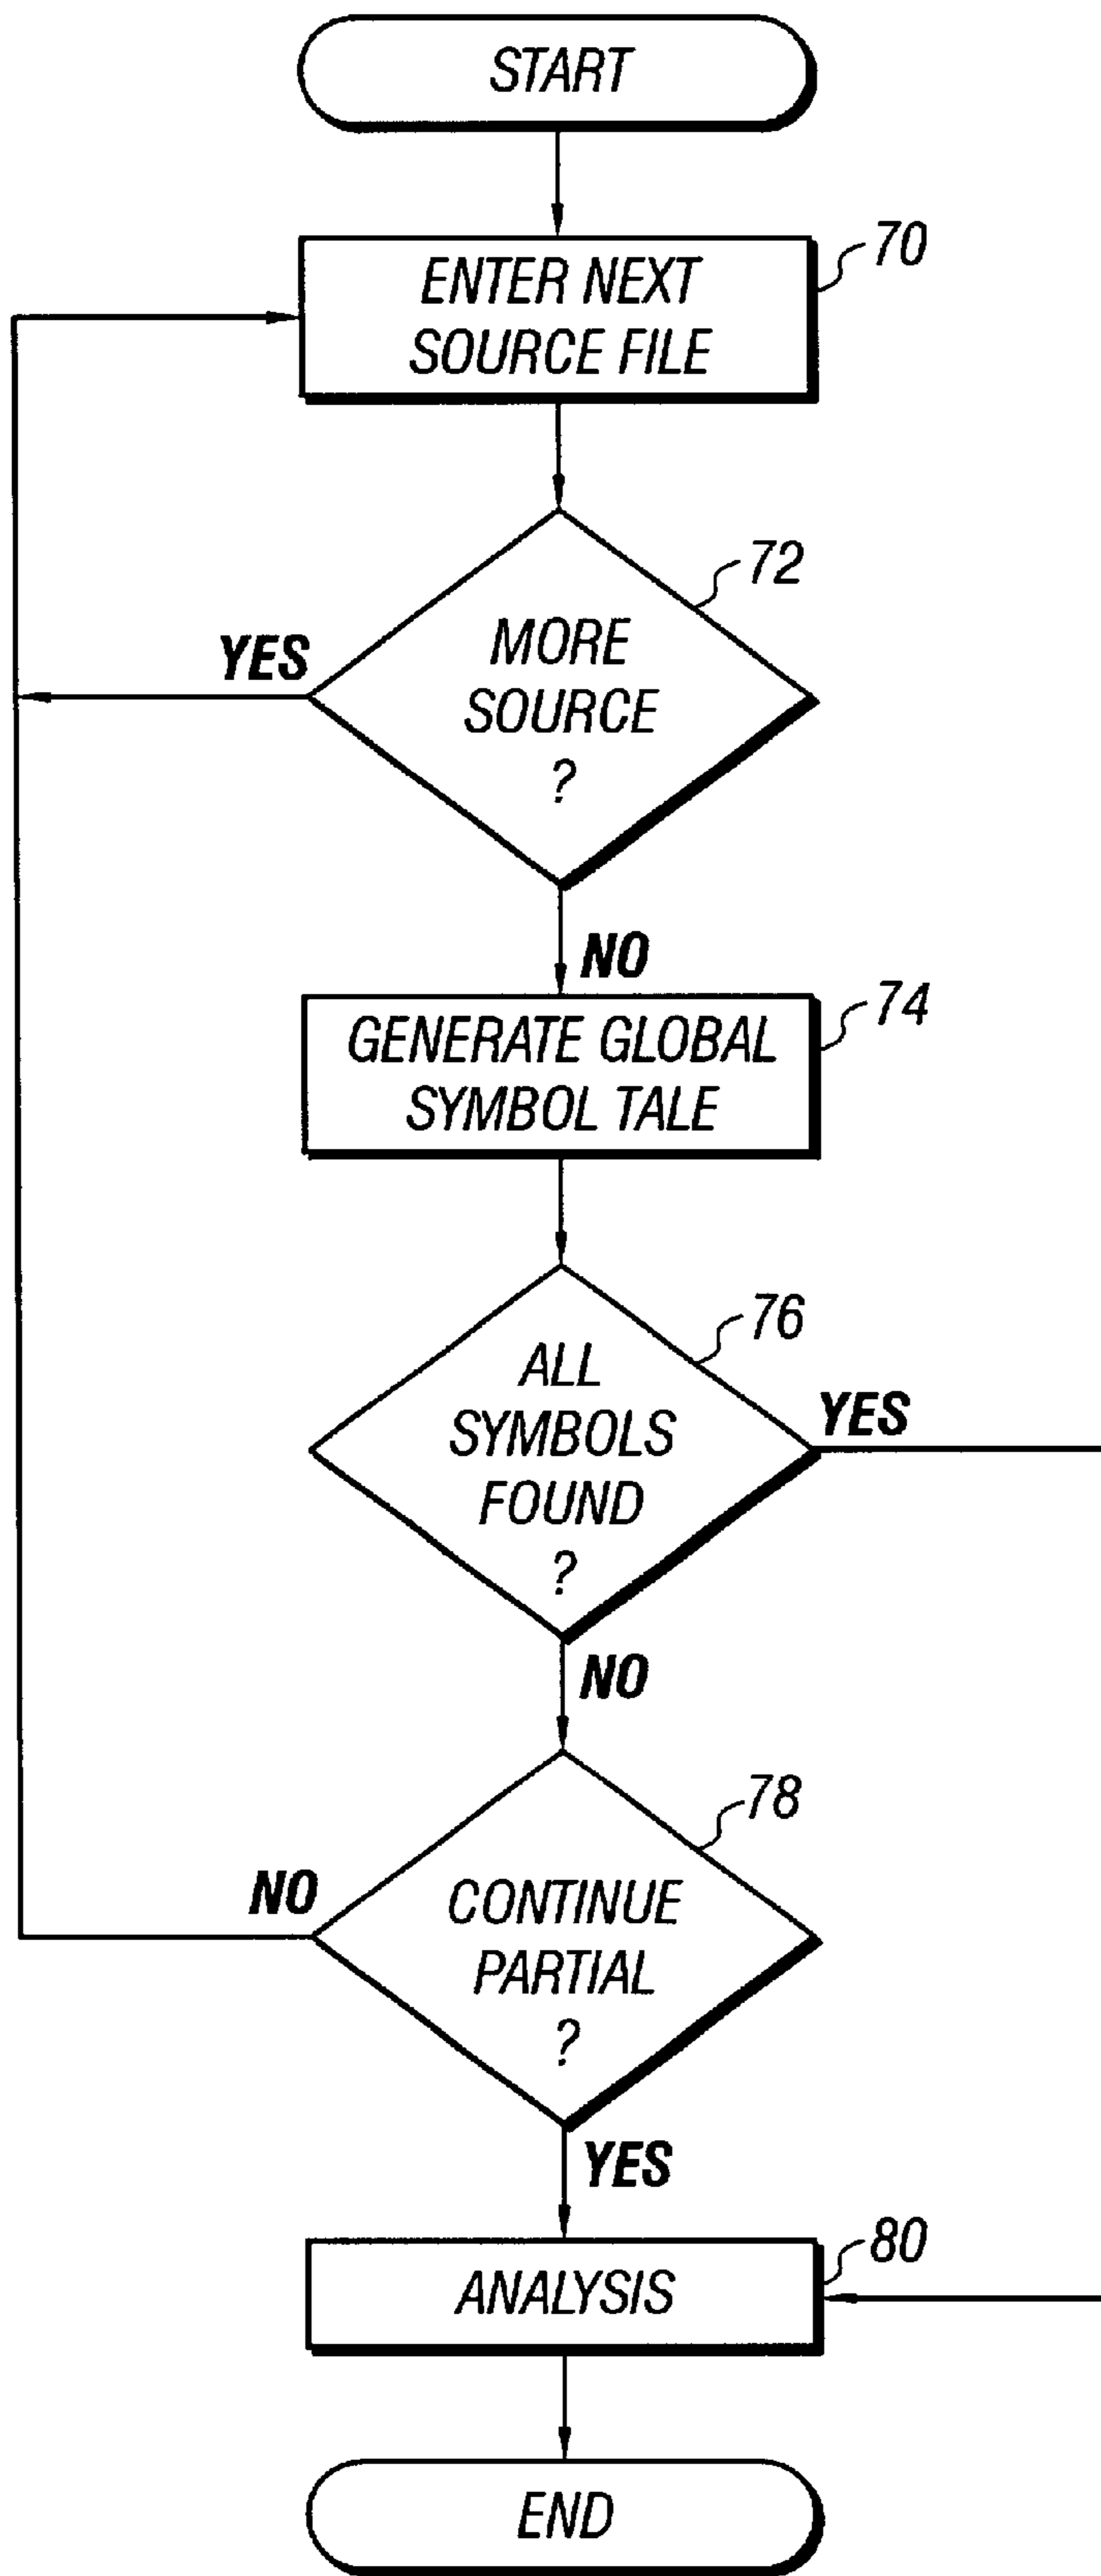 START
70
ENTER NEXT
SOURCE FILE
72
MORE
SOURCE
?
YES
NO
74
GENERATE GLOBAL
SYMBOL TALE
76
ALL
SYMBOLS
FOUND
?
YES
NO
78
CONTINUE
PARTIAL
?
NO
YES
80
ANALYSIS
END